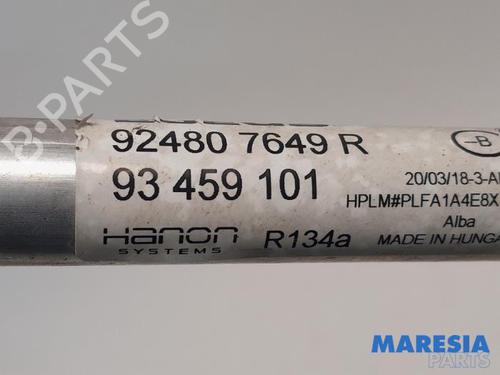 B-PARTS
92480 7649 R
93 459 101
Hanon
SYSTEMS
R134a
-B
20/03/18-3-A
HPLM#PLFA1A4E8X
Alba
MADE IN HUNGA
MARESIA
PARTS